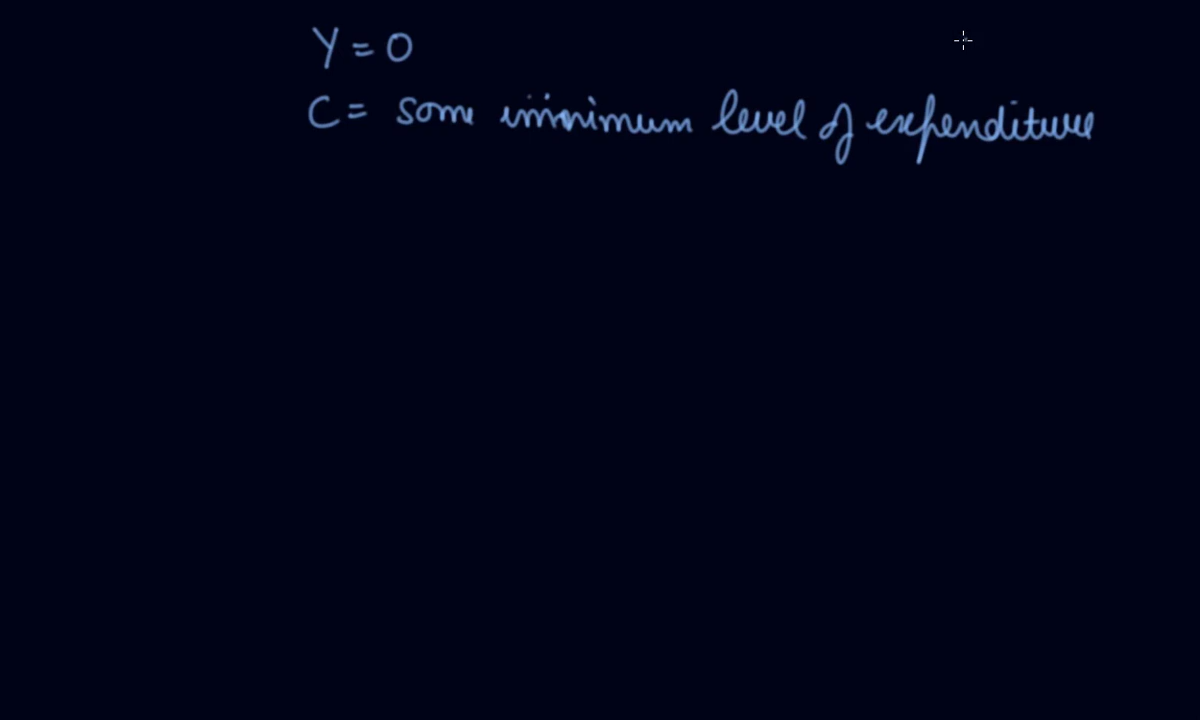 Y = 0
C = some minimum level of expenditure